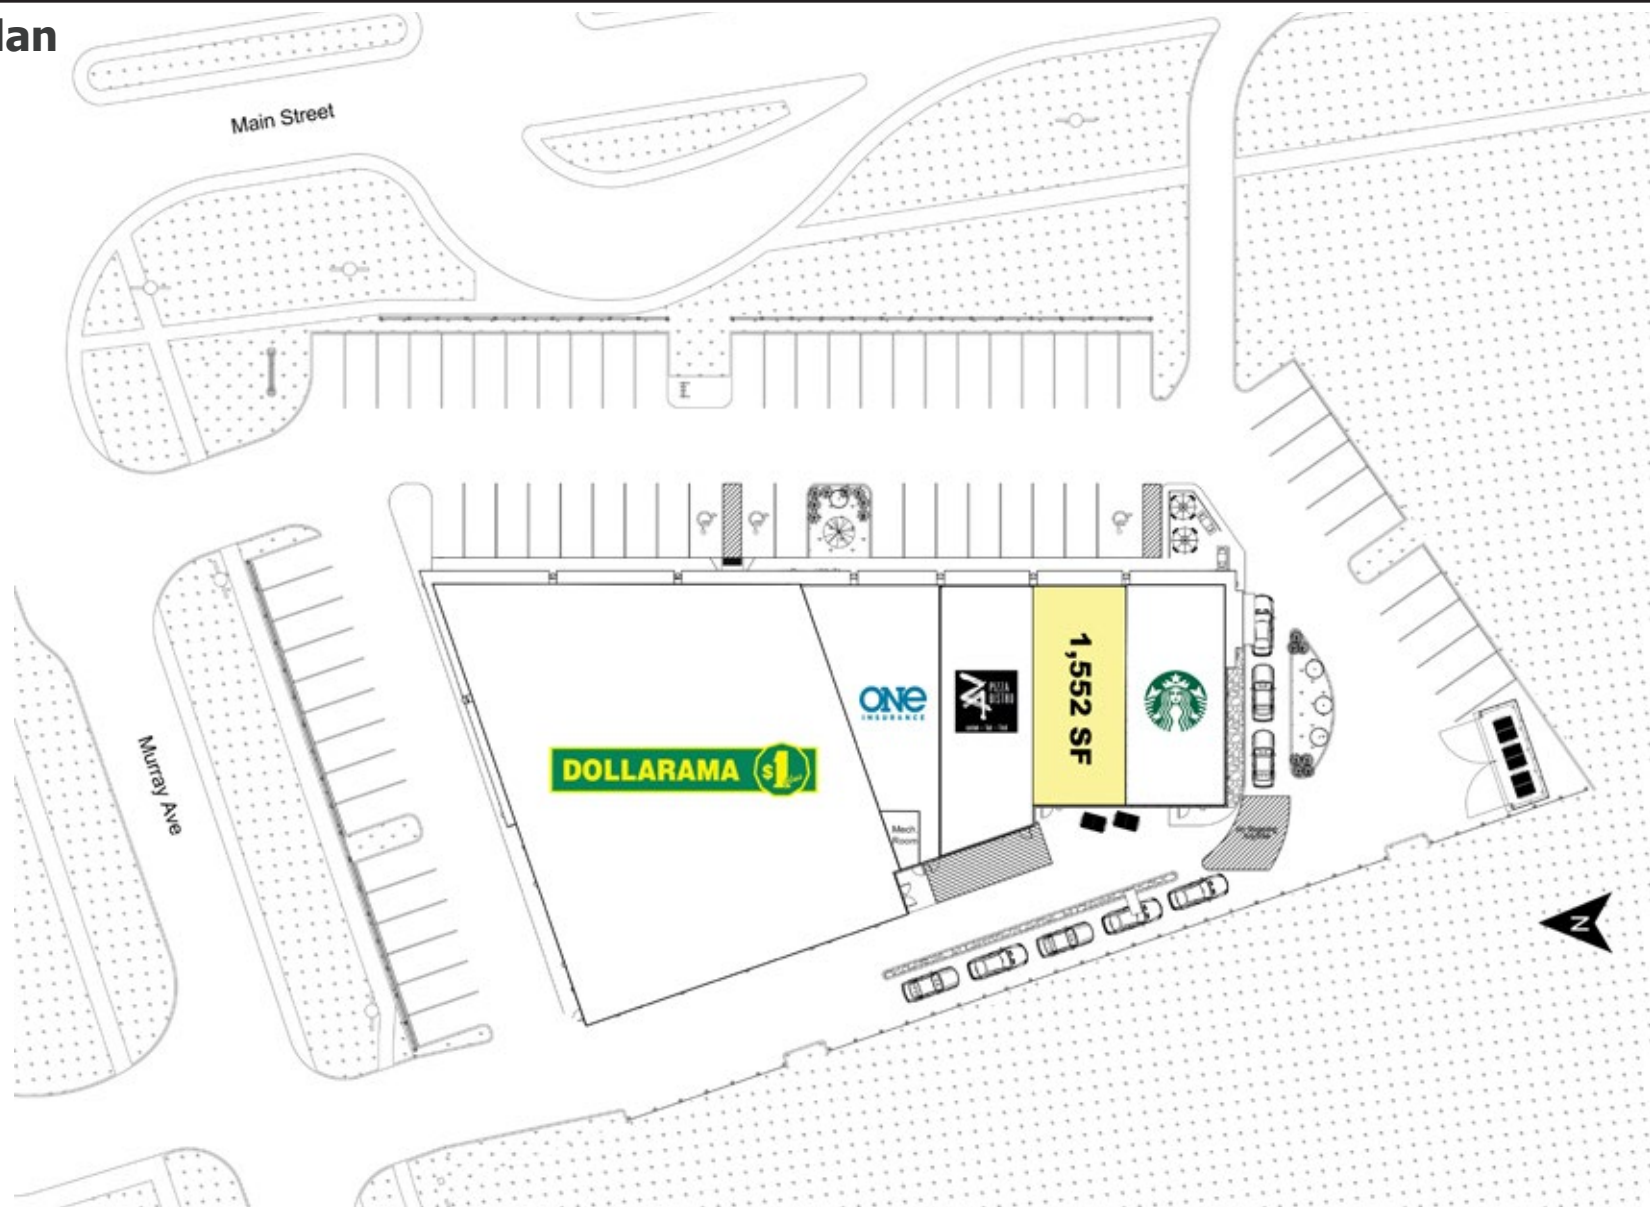 lan
Main Street
Murray Ave
DOLLARAMA $1
ONE
INSURANCE
PIZZA
BISTRO
1,552 SF
Mech
Room
N